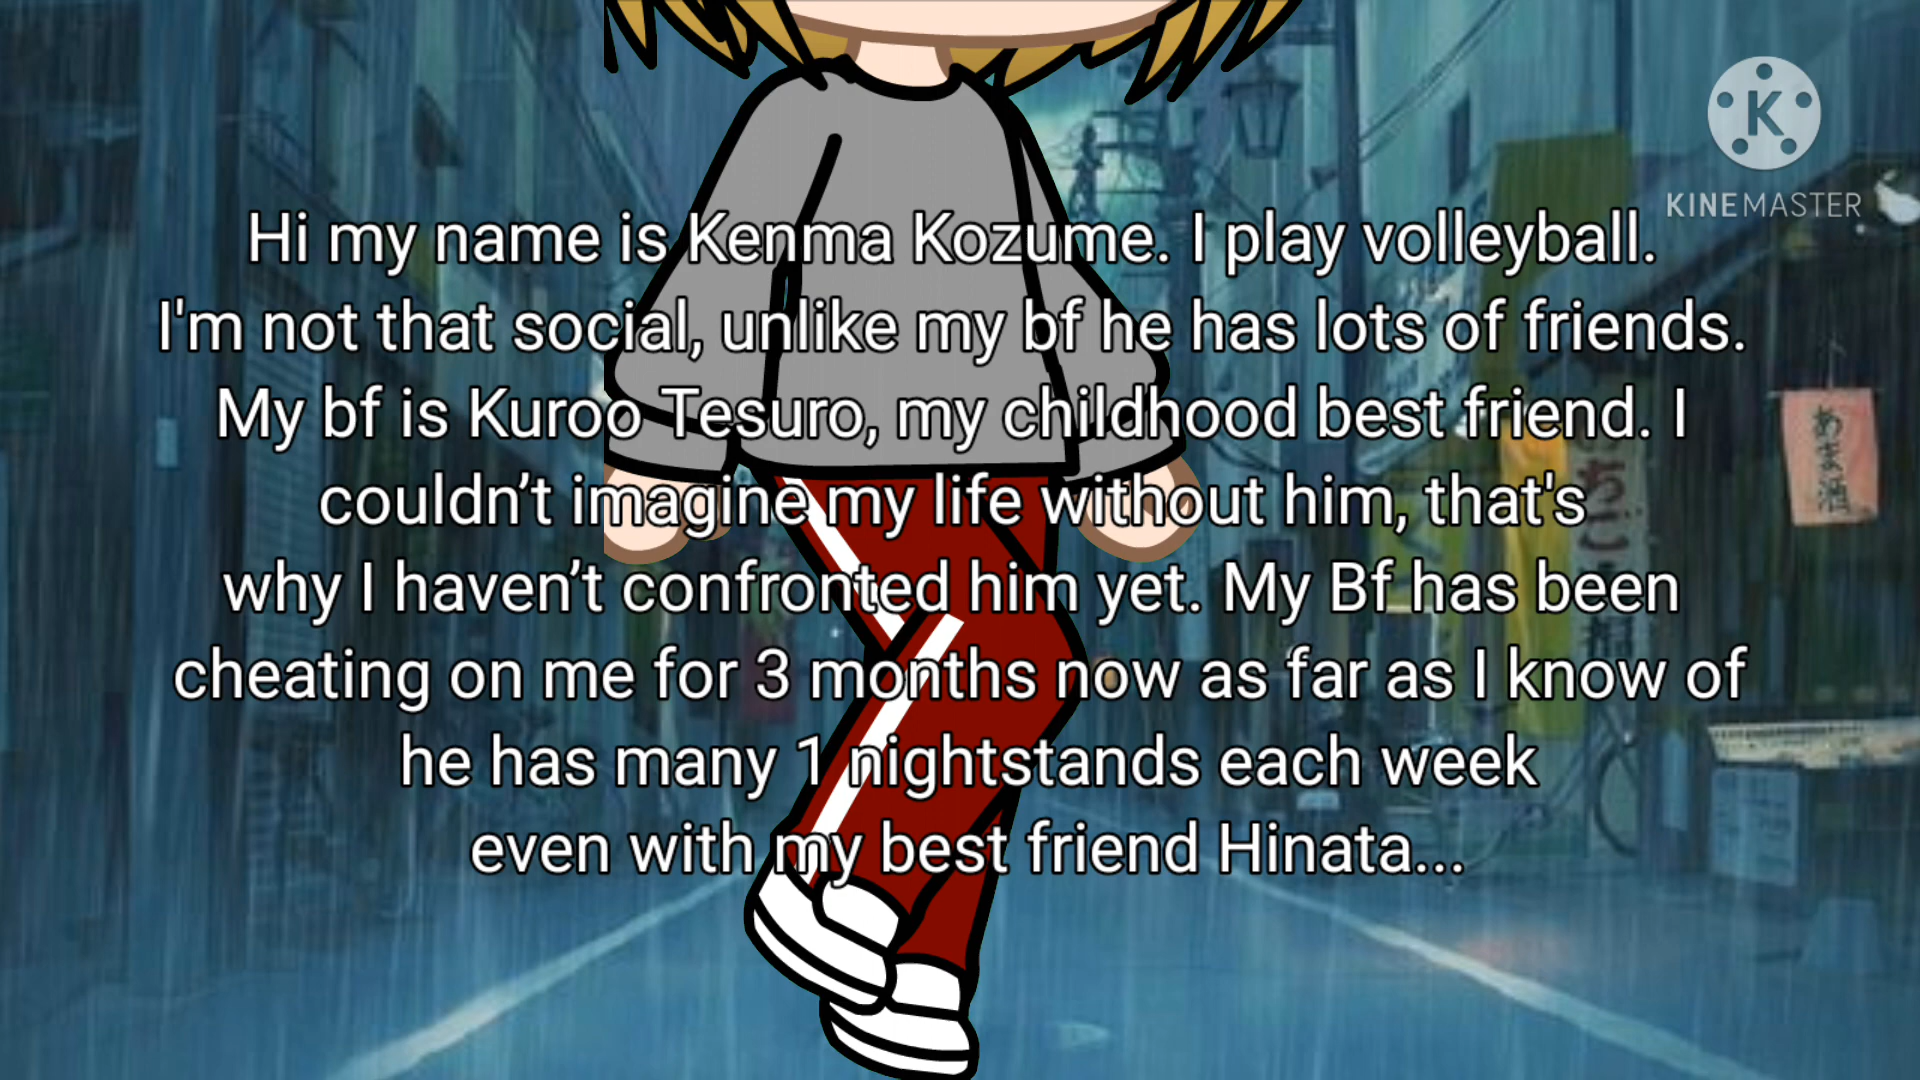 K
KINEMASTER
Hi my name is Kenma Kozume. I play volleyball.
I'm not that social, unlike my bf he has lots of friends.
My bf is Kuroo Tesuro, my childhood best friend. I
couldn’t imagine my life without him, that's
why I haven’t confronted him yet. My Bf has been
cheating on me for 3 months now as far as I know of
he has many 1 nightstands each week
even with my best friend Hinata...
あま酒